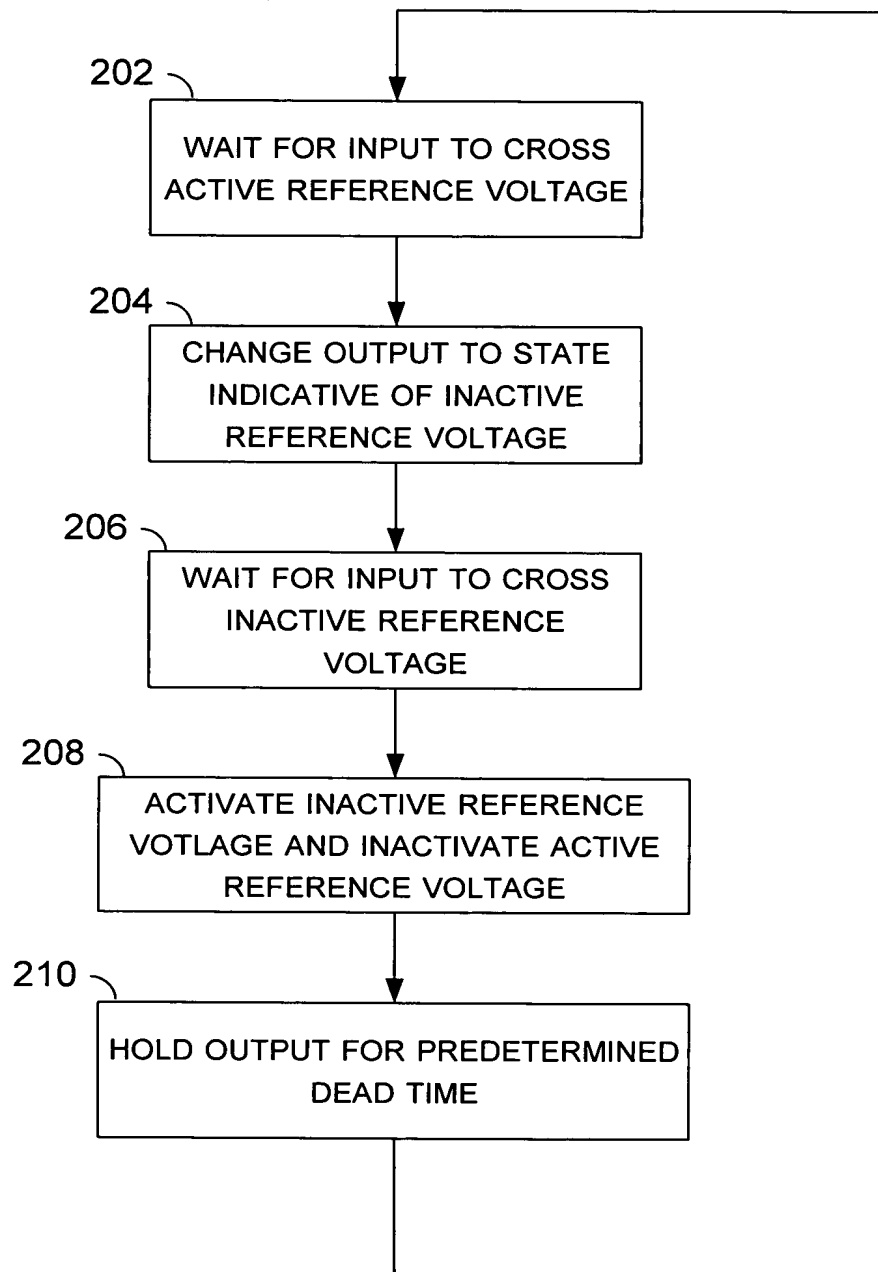 202
WAIT FOR INPUT TO CROSS
ACTIVE REFERENCE VOLTAGE
204
CHANGE OUTPUT TO STATE
INDICATIVE OF INACTIVE
REFERENCE VOLTAGE
206
WAIT FOR INPUT TO CROSS
INACTIVE REFERENCE
VOLTAGE
208
ACTIVATE INACTIVE REFERENCE
VOTLAGE AND INACTIVATE ACTIVE
REFERENCE VOLTAGE
210
HOLD OUTPUT FOR PREDETERMINED
DEAD TIME